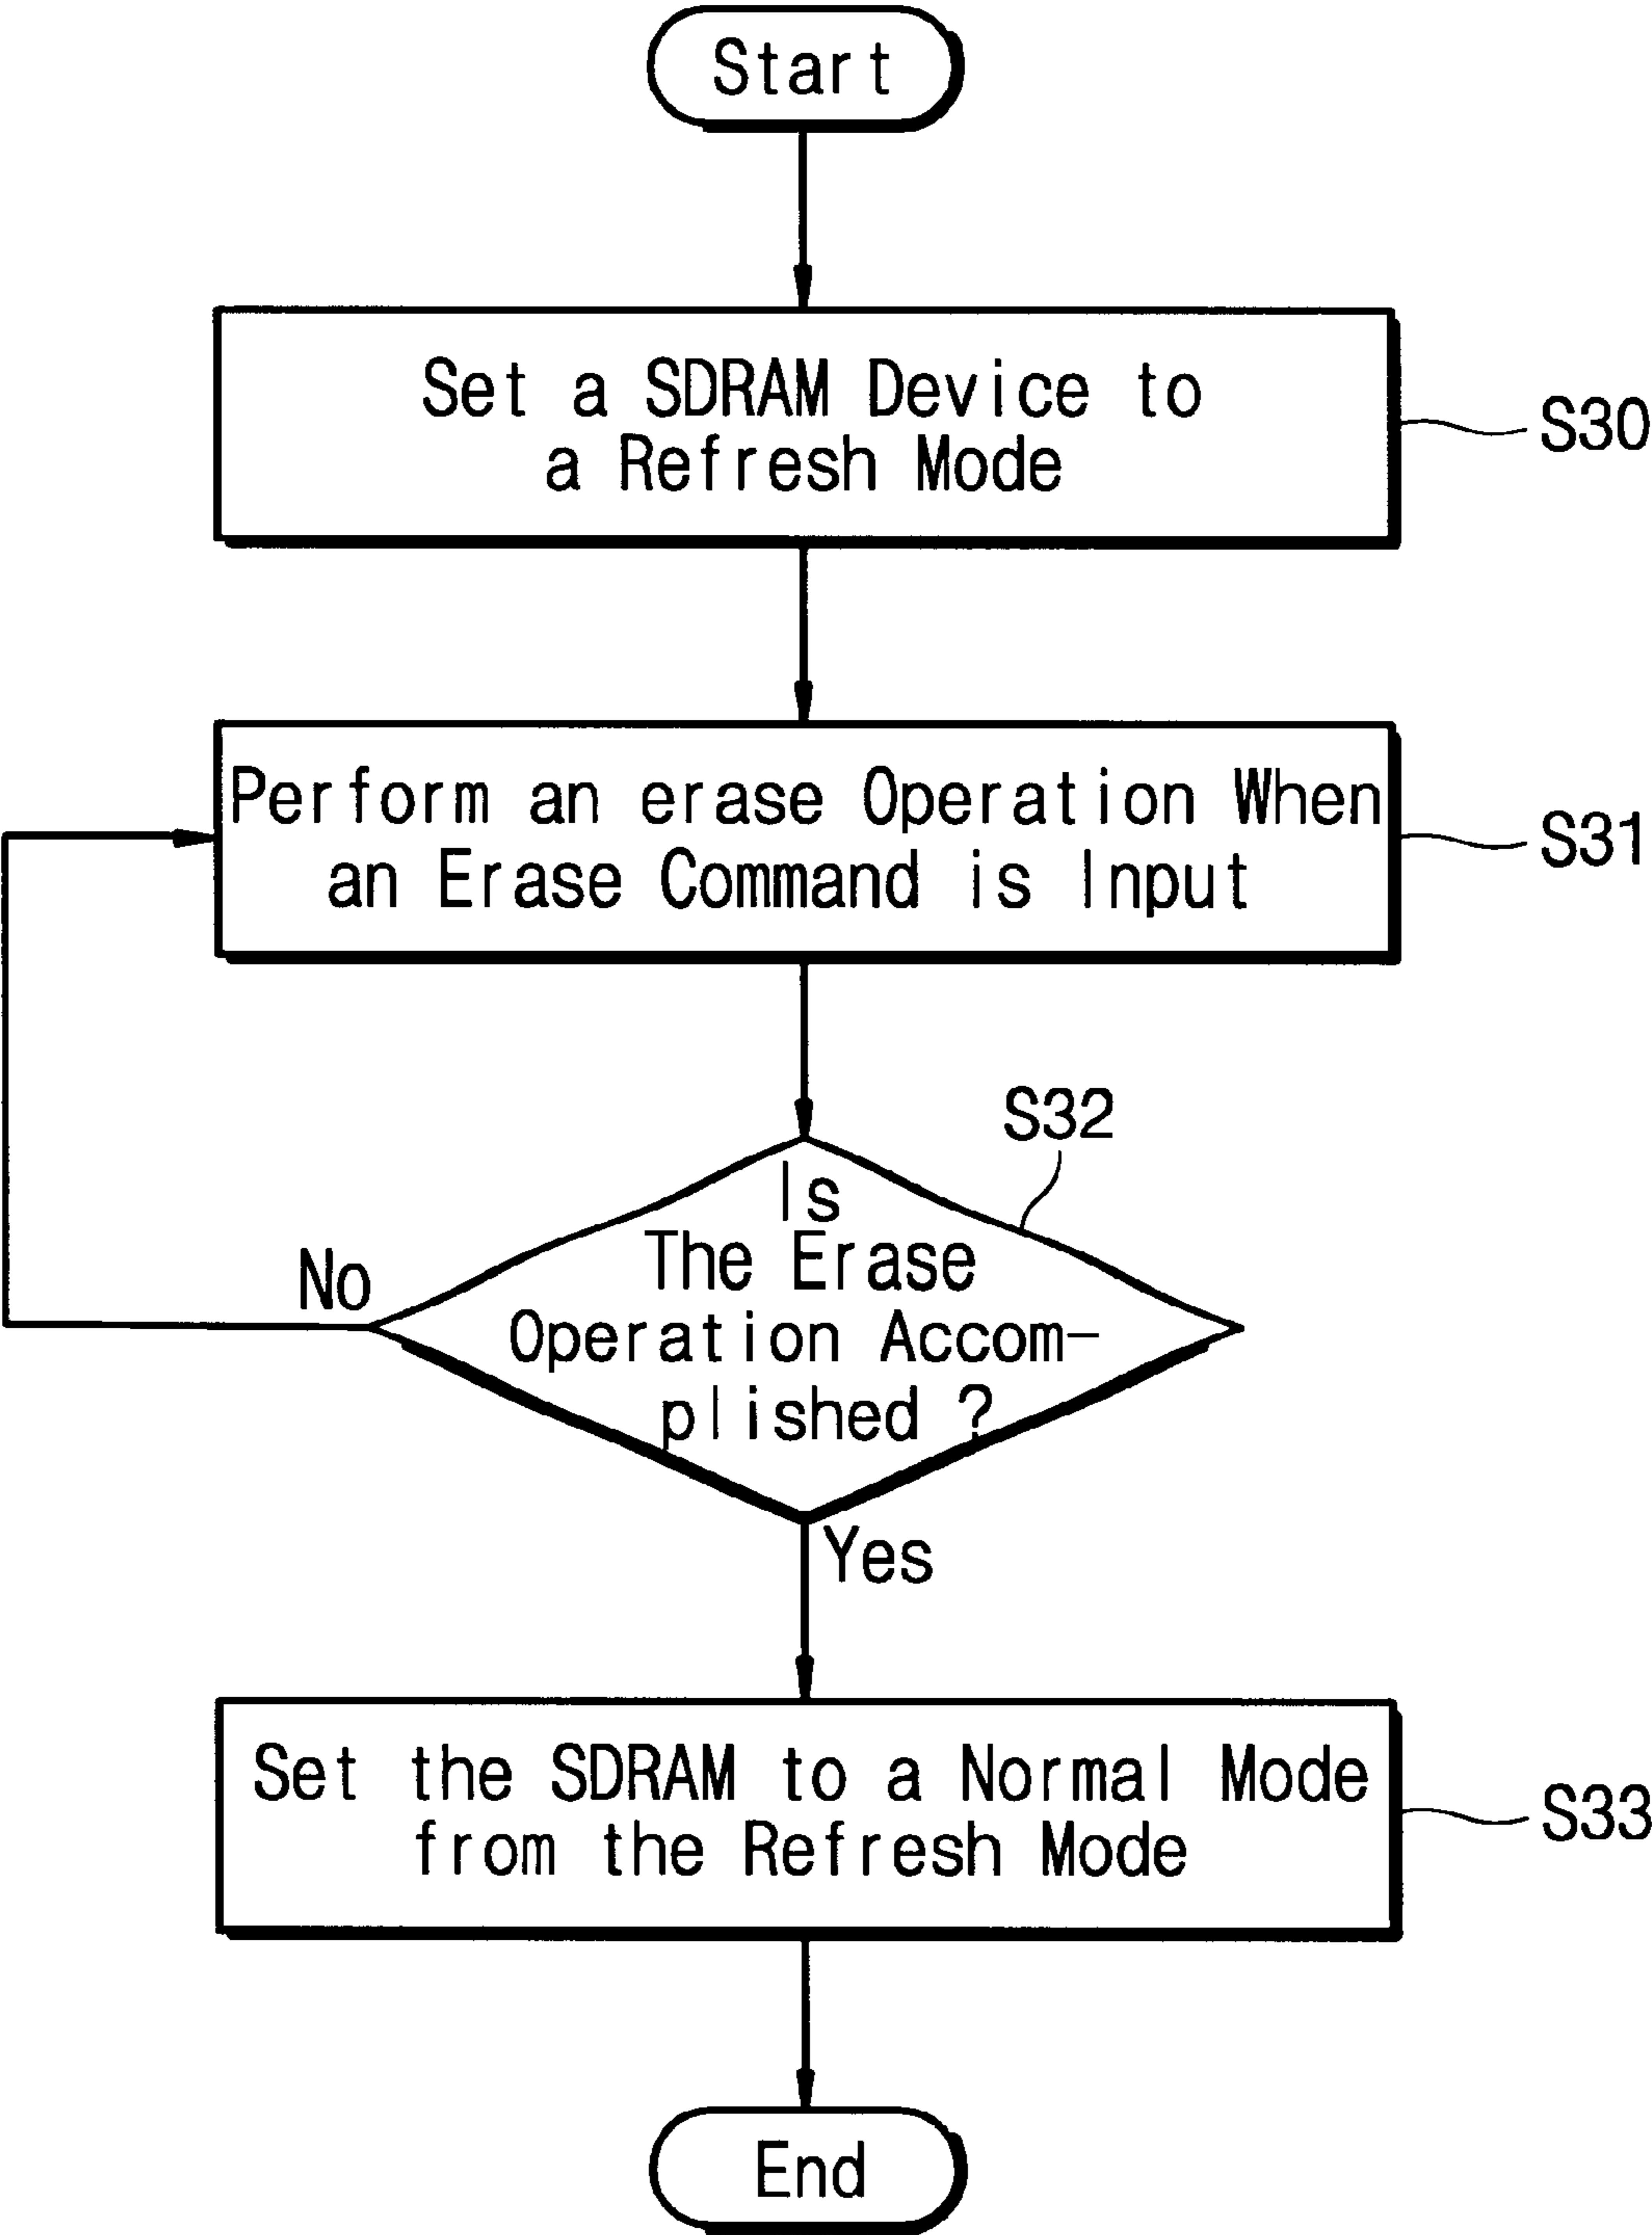 Start
Set a SDRAM Device to
a Refresh Mode
S30
Perform an erase Operation When
an Erase Command is Input
S31
S32
Is
The Erase
Operation Accom-
plished ?
No
Yes
Set the SDRAM to a Normal Mode
from the Refresh Mode
S33
End